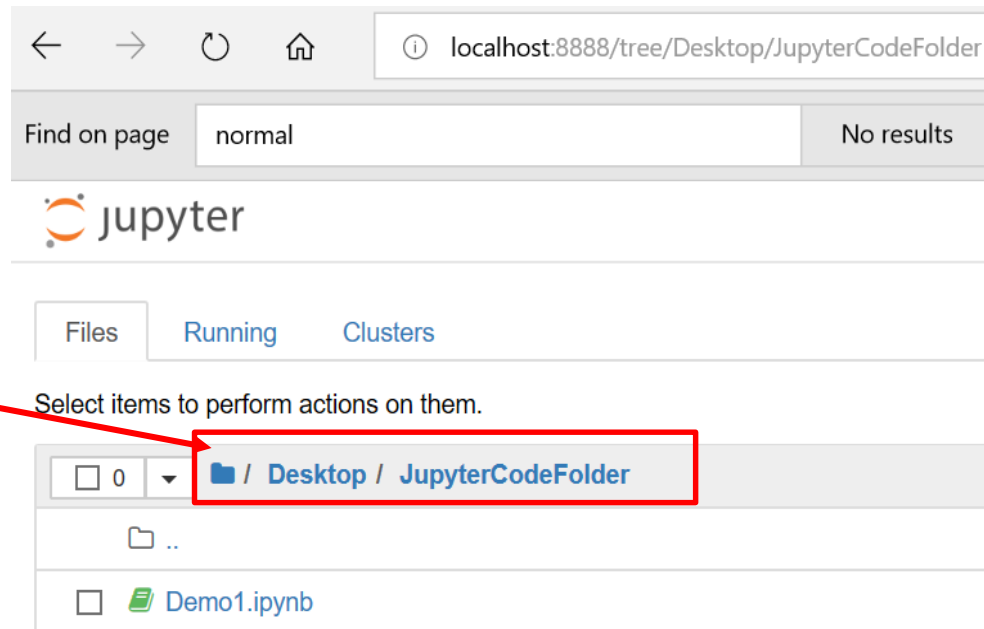 localhost:8888/tree/Desktop/JupyterCodeFolder
Find on page normal No results
jupyter
Files Running Clusters
Select items to perform actions on them.
0 / Desktop / JupyterCodeFolder
..
Demo1.ipynb